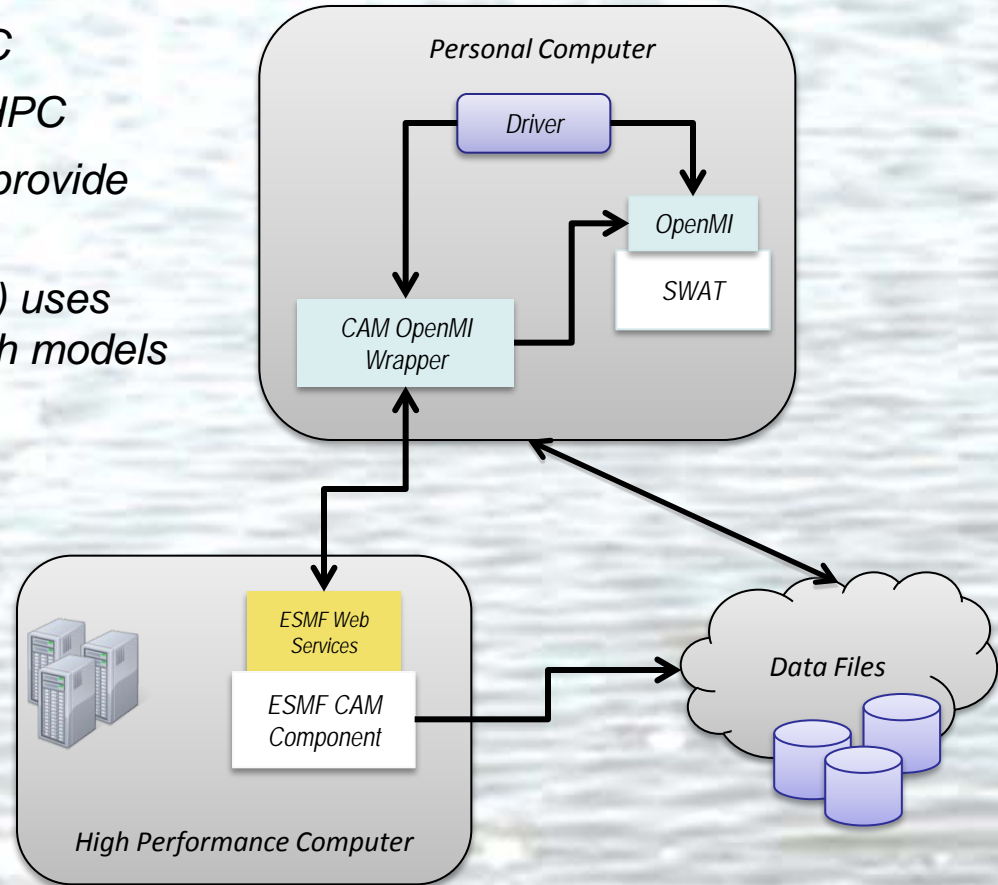 C
HPC
provide
) uses
h models
Personal Computer
Driver
OpenMI
SWAT
CAM OpenMI
Wrapper
ESMF Web
Services
ESMF CAM
Component
High Performance Computer
Data Files